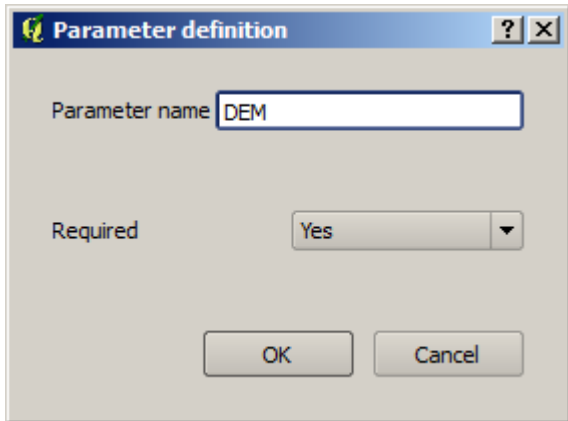 Parameter definition
Parameter name DEM
Required Yes
OK Cancel